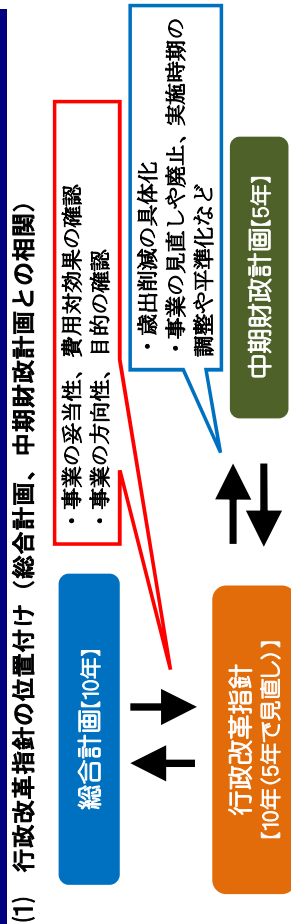 (1) 行政改革指針の位置付け（総合計画、中期財政計画との相関）
総合計画【10年】
・事業の妥当性、費用対効果の確認
・事業の方向性、目的の確認
行政改革指針
【10年（5年で見直し）】
・歳出削減の具体化
・事業の見直しや廃止、実施時期の
調整や平準化など
中期財政計画【5年】